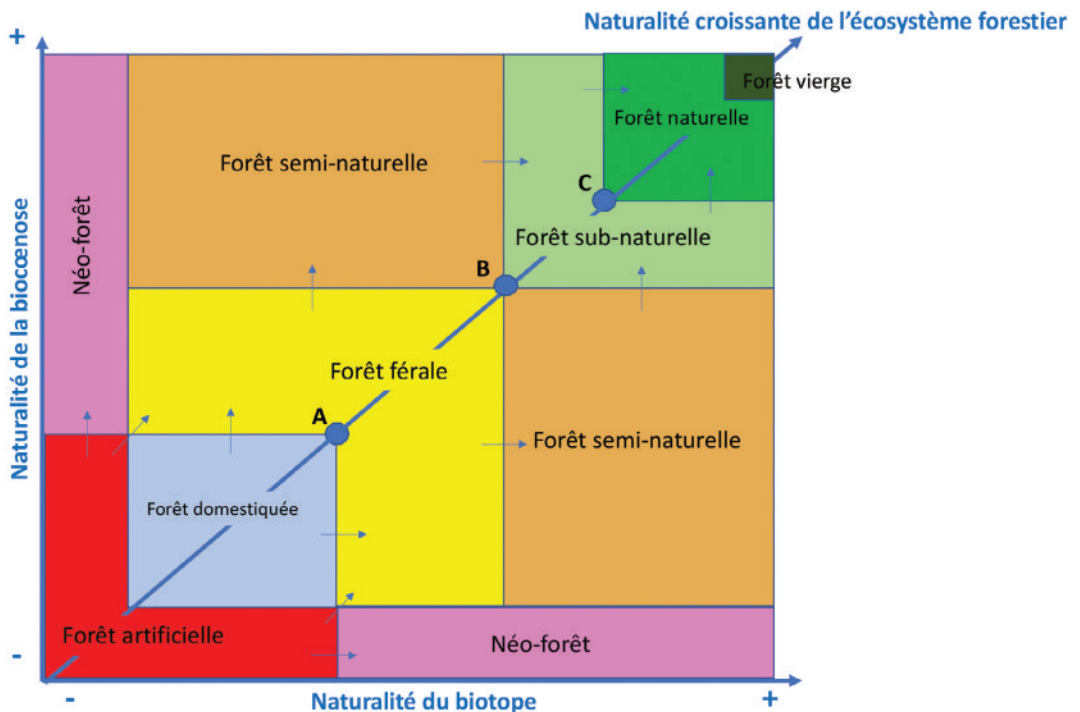 Naturalité croissante de l'écosystème forestier
+
Forêt vierge
Forêt naturelle
Forêt semi-naturelle
C
Néo-forêt
Forêt sub-naturelle
B
Naturalité de la biocœnose
Forêt férale
A
Forêt semi-naturelle
Forêt domestiquée
Forêt artificielle
Néo-forêt
-
- Naturalité du biotope +